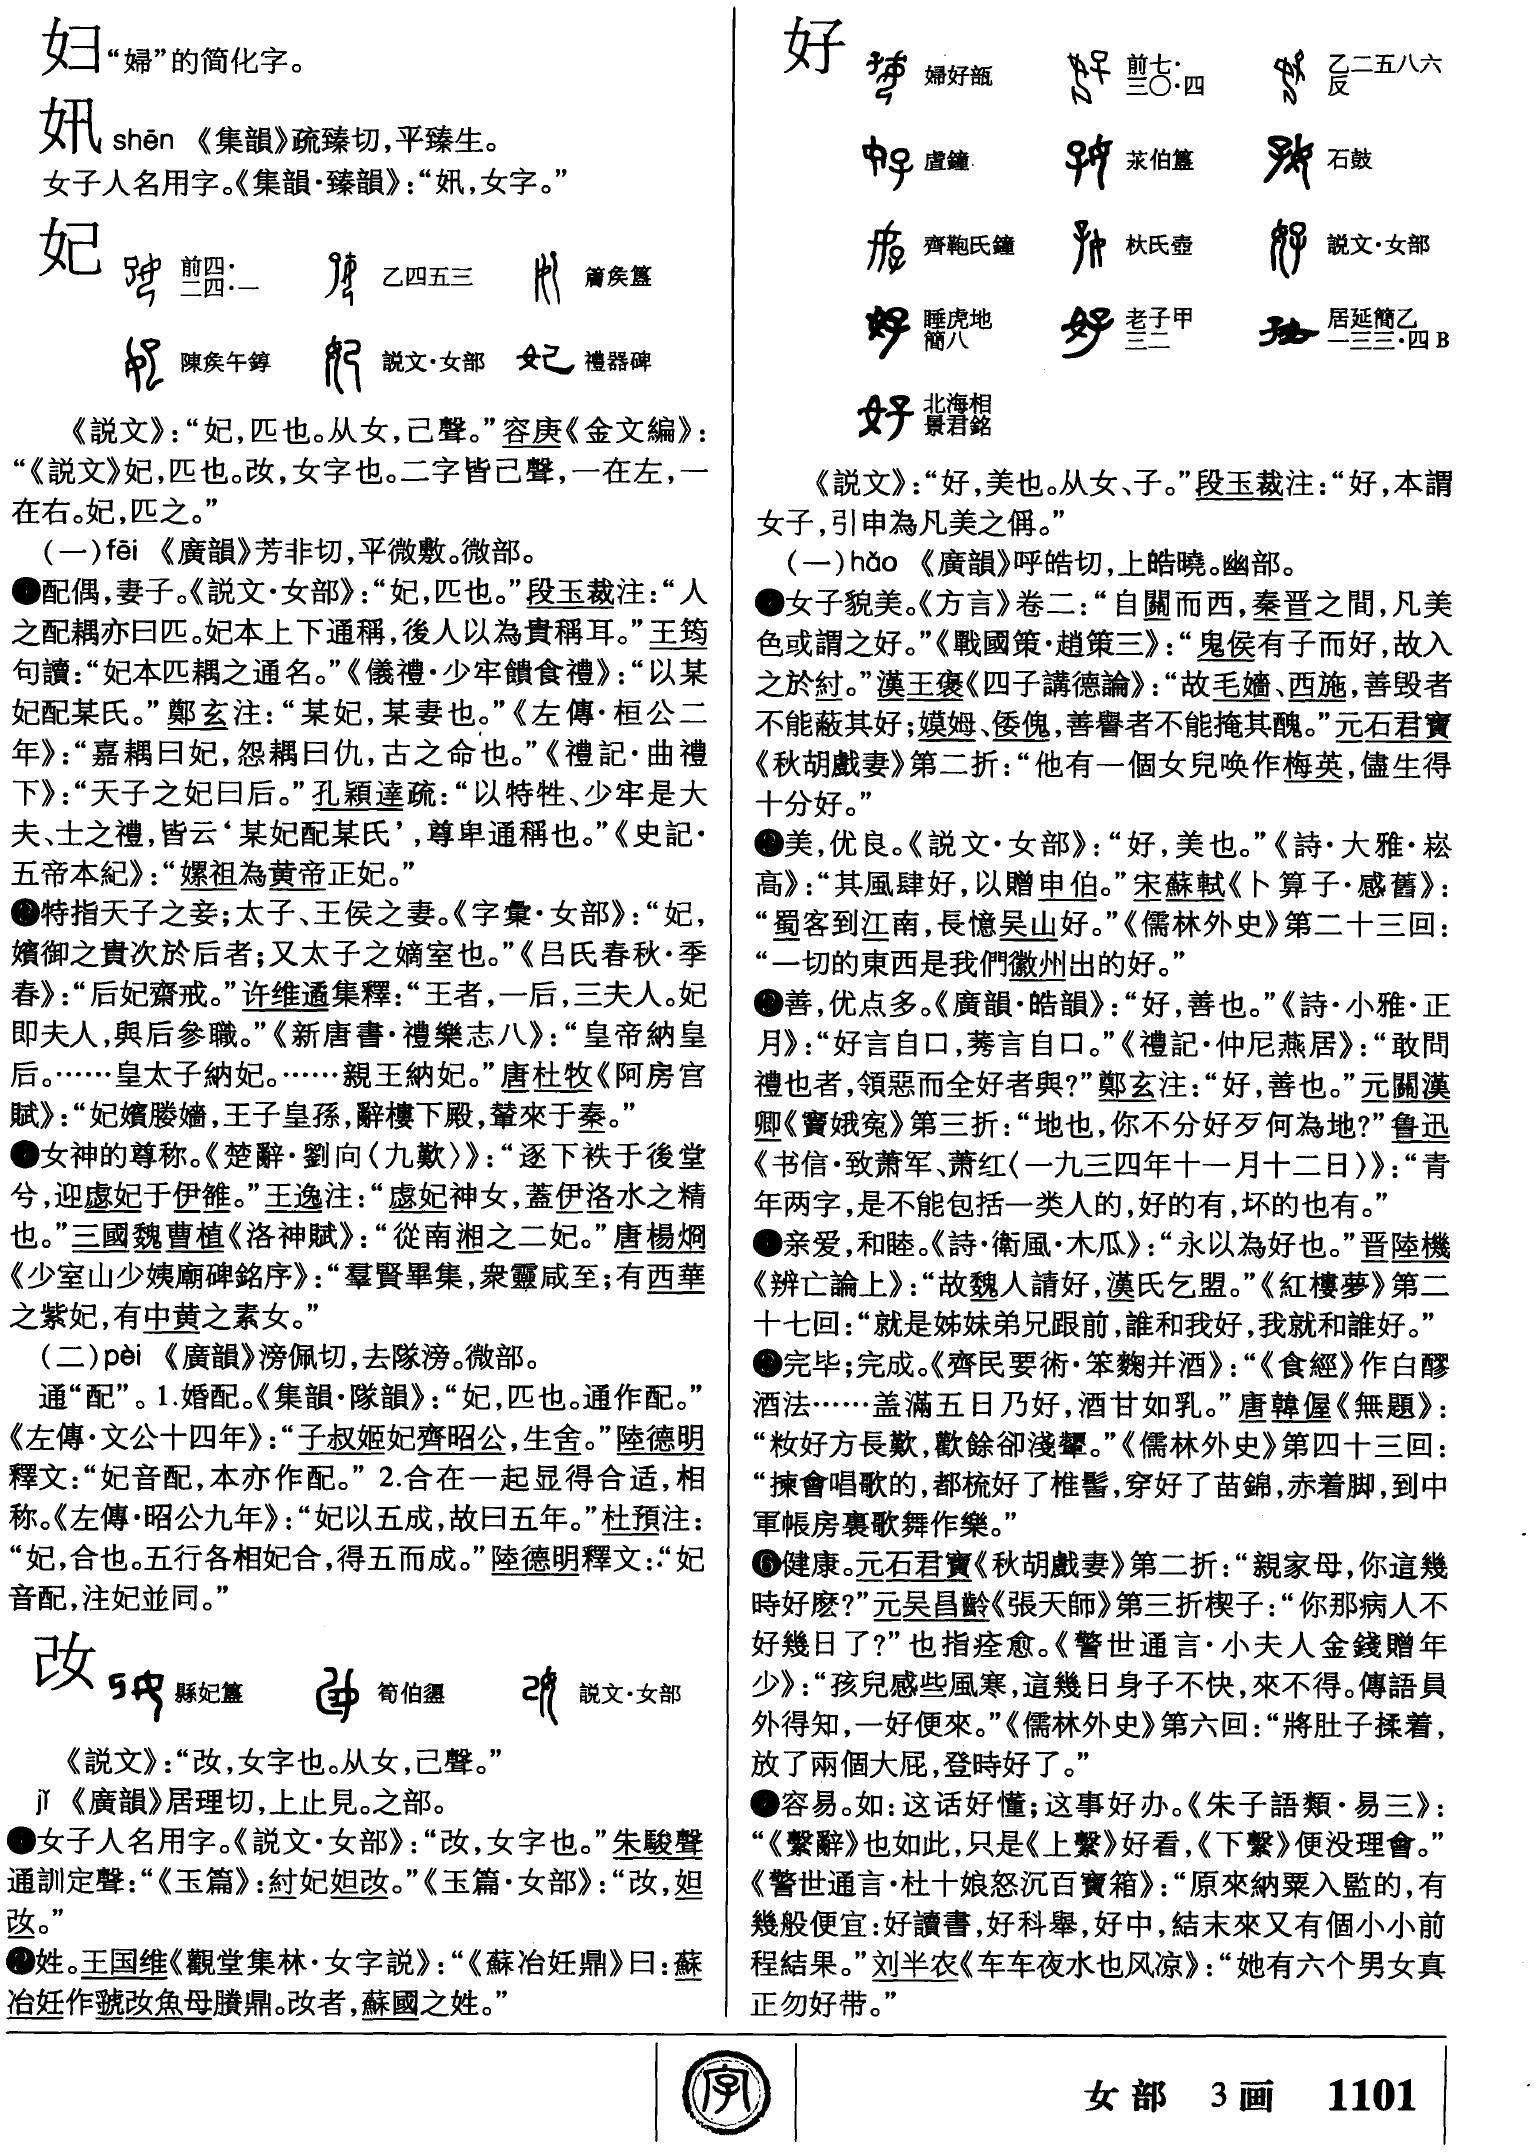 妇 “婦”的简化字。
㚨 shēn 《集韻》疏臻切，平臻生。
女子人名用字。《集韻·臻韻》：“㚨，女字。”
妃
前四·二四·一
乙四五三
簠矦簋
陳矦午錞
説文·女部
禮器碑
《説文》：“妃，匹也。从女，己聲。”容庚《金文編》：
“《説文》妃，匹也。改，女字也。二字皆己聲，一在左，一
在右。妃，匹之。”
（一）fēi 《廣韻》芳非切，平微敷。微部。
❶配偶，妻子。《説文·女部》：“妃，匹也。”段玉裁注：“人
之配耦亦曰匹。妃本上下通稱，後人以為貴稱耳。”王筠
句讀：“妃本匹耦之通名。”《儀禮·少牢饋食禮》：“以某
妃配某氏。”鄭玄注：“某妃，某妻也。”《左傳·桓公二
年》：“嘉耦曰妃，怨耦曰仇，古之命也。”《禮記·曲禮
下》：“天子之妃曰后。”孔穎達疏：“以特牲、少牢是大
夫、士之禮，皆云‘某妃配某氏’，尊卑通稱也。”《史記·
五帝本紀》：“嫘祖為黄帝正妃。”
❷特指天子之妾；太子、王侯之妻。《字彙·女部》：“妃，
嬪御之貴次於后者；又太子之嫡室也。”《吕氏春秋·季
春》：“后妃齋戒。”许维遹集釋：“王者，一后，三夫人。妃
即夫人，與后參職。”《新唐書·禮樂志八》：“皇帝納皇
后。……皇太子納妃。……親王納妃。”唐杜牧《阿房宫
賦》：“妃嬪媵嬙，王子皇孫，辭樓下殿，輦來于秦。”
❸女神的尊称。《楚辭·劉向〈九歎〉》：“逐下袟于後堂
兮，迎虙妃于伊雒。”王逸注：“虙妃神女，蓋伊洛水之精
也。”三國魏曹植《洛神賦》：“從南湘之二妃。”唐楊炯
《少室山少姨廟碑銘序》：“羣賢畢集，衆靈咸至；有西華
之紫妃，有中黄之素女。”
（二）pèi 《廣韻》滂佩切，去隊滂。微部。
通“配”。1.婚配。《集韻·隊韻》：“妃，匹也。通作配。”
《左傳·文公十四年》：“子叔姬妃齊昭公，生舍。”陸德明
釋文：“妃音配，本亦作配。” 2.合在一起显得合适，相
称。《左傳·昭公九年》：“妃以五成，故曰五年。”杜預注：
“妃，合也。五行各相妃合，得五而成。”陸德明釋文：“妃
音配，注妃並同。”
改
縣妃簋
筍伯盨
説文·女部
《説文》：“改，女字也。从女，己聲。”
jǐ 《廣韻》居理切，上止見。之部。
❶女子人名用字。《説文·女部》：“改，女字也。”朱駿聲
通訓定聲：“《玉篇》：紂妃妲改。”《玉篇·女部》：“改，妲
改。”
❷姓。王国维《觀堂集林·女字説》：“《蘇冶妊鼎》曰：蘇
冶妊作虢改魚母賸鼎。改者，蘇國之姓。”
好
婦好瓿
前七·三〇·四
乙二五八六反
虘鐘
䒨伯簋
石鼓
齊鞄氏鐘
杕氏壺
説文·女部
睡虎地簡八
老子甲三二
居延簡乙一三三·四B
北海相景君銘
《説文》：“好，美也。从女、子。”段玉裁注：“好，本謂
女子，引申為凡美之偁。”
（一）hǎo 《廣韻》呼皓切，上皓曉。幽部。
❶女子貌美。《方言》卷二：“自關而西，秦晋之間，凡美
色或謂之好。”《戰國策·趙策三》：“鬼侯有子而好，故入
之於紂。”漢王褒《四子講德論》：“故毛嬙、西施，善毁者
不能蔽其好；嫫姆、倭傀，善譽者不能掩其醜。”元石君寶
《秋胡戲妻》第二折：“他有一個女兒唤作梅英，儘生得
十分好。”
❷美，优良。《説文·女部》：“好，美也。”《詩·大雅·崧
高》：“其風肆好，以贈申伯。”宋蘇軾《卜算子·感舊》：
“蜀客到江南，長憶吴山好。”《儒林外史》第二十三回：
“一切的東西是我們徽州出的好。”
❸善，优点多。《廣韻·皓韻》：“好，善也。”《詩·小雅·正
月》：“好言自口，莠言自口。”《禮記·仲尼燕居》：“敢問
禮也者，領惡而全好者與？”鄭玄注：“好，善也。”元關漢
卿《竇娥寃》第三折：“地也，你不分好歹何為地？”鲁迅
《书信·致萧军、萧红（一九三四年十一月十二日）》：“青
年两字，是不能包括一类人的，好的有，坏的也有。”
❹亲爱，和睦。《詩·衛風·木瓜》：“永以為好也。”晋陸機
《辨亡論上》：“故魏人請好，漢氏乞盟。”《紅樓夢》第二
十七回：“就是姊妹弟兄跟前，誰和我好，我就和誰好。”
❺完毕；完成。《齊民要術·笨麴并酒》：“《食經》作白醪
酒法……盖滿五日乃好，酒甘如乳。”唐韓偓《無題》：
“妝好方長歎，歡餘卻淺顰。”《儒林外史》第四十三回：
“揀會唱歌的，都梳好了椎髻，穿好了苗錦，赤着脚，到中
軍帳房裏歌舞作樂。”
❻健康。元石君寶《秋胡戲妻》第二折：“親家母，你這幾
時好麽？”元吴昌齡《張天師》第三折楔子：“你那病人不
好幾日了？”也指痊愈。《警世通言·小夫人金錢贈年
少》：“孩兒感些風寒，這幾日身子不快，來不得。傳語員
外得知，一好便來。”《儒林外史》第六回：“將肚子揉着，
放了兩個大屁，登時好了。”
❼容易。如：这话好懂；这事好办。《朱子語類·易三》：
“《繫辭》也如此，只是《上繫》好看，《下繫》便没理會。”
《警世通言·杜十娘怒沉百寶箱》：“原來納粟入監的，有
幾般便宜：好讀書，好科舉，好中，結末來又有個小小前
程結果。”刘半农《车车夜水也风凉》：“她有六个男女真
正勿好带。”
字
女部 3画 1101